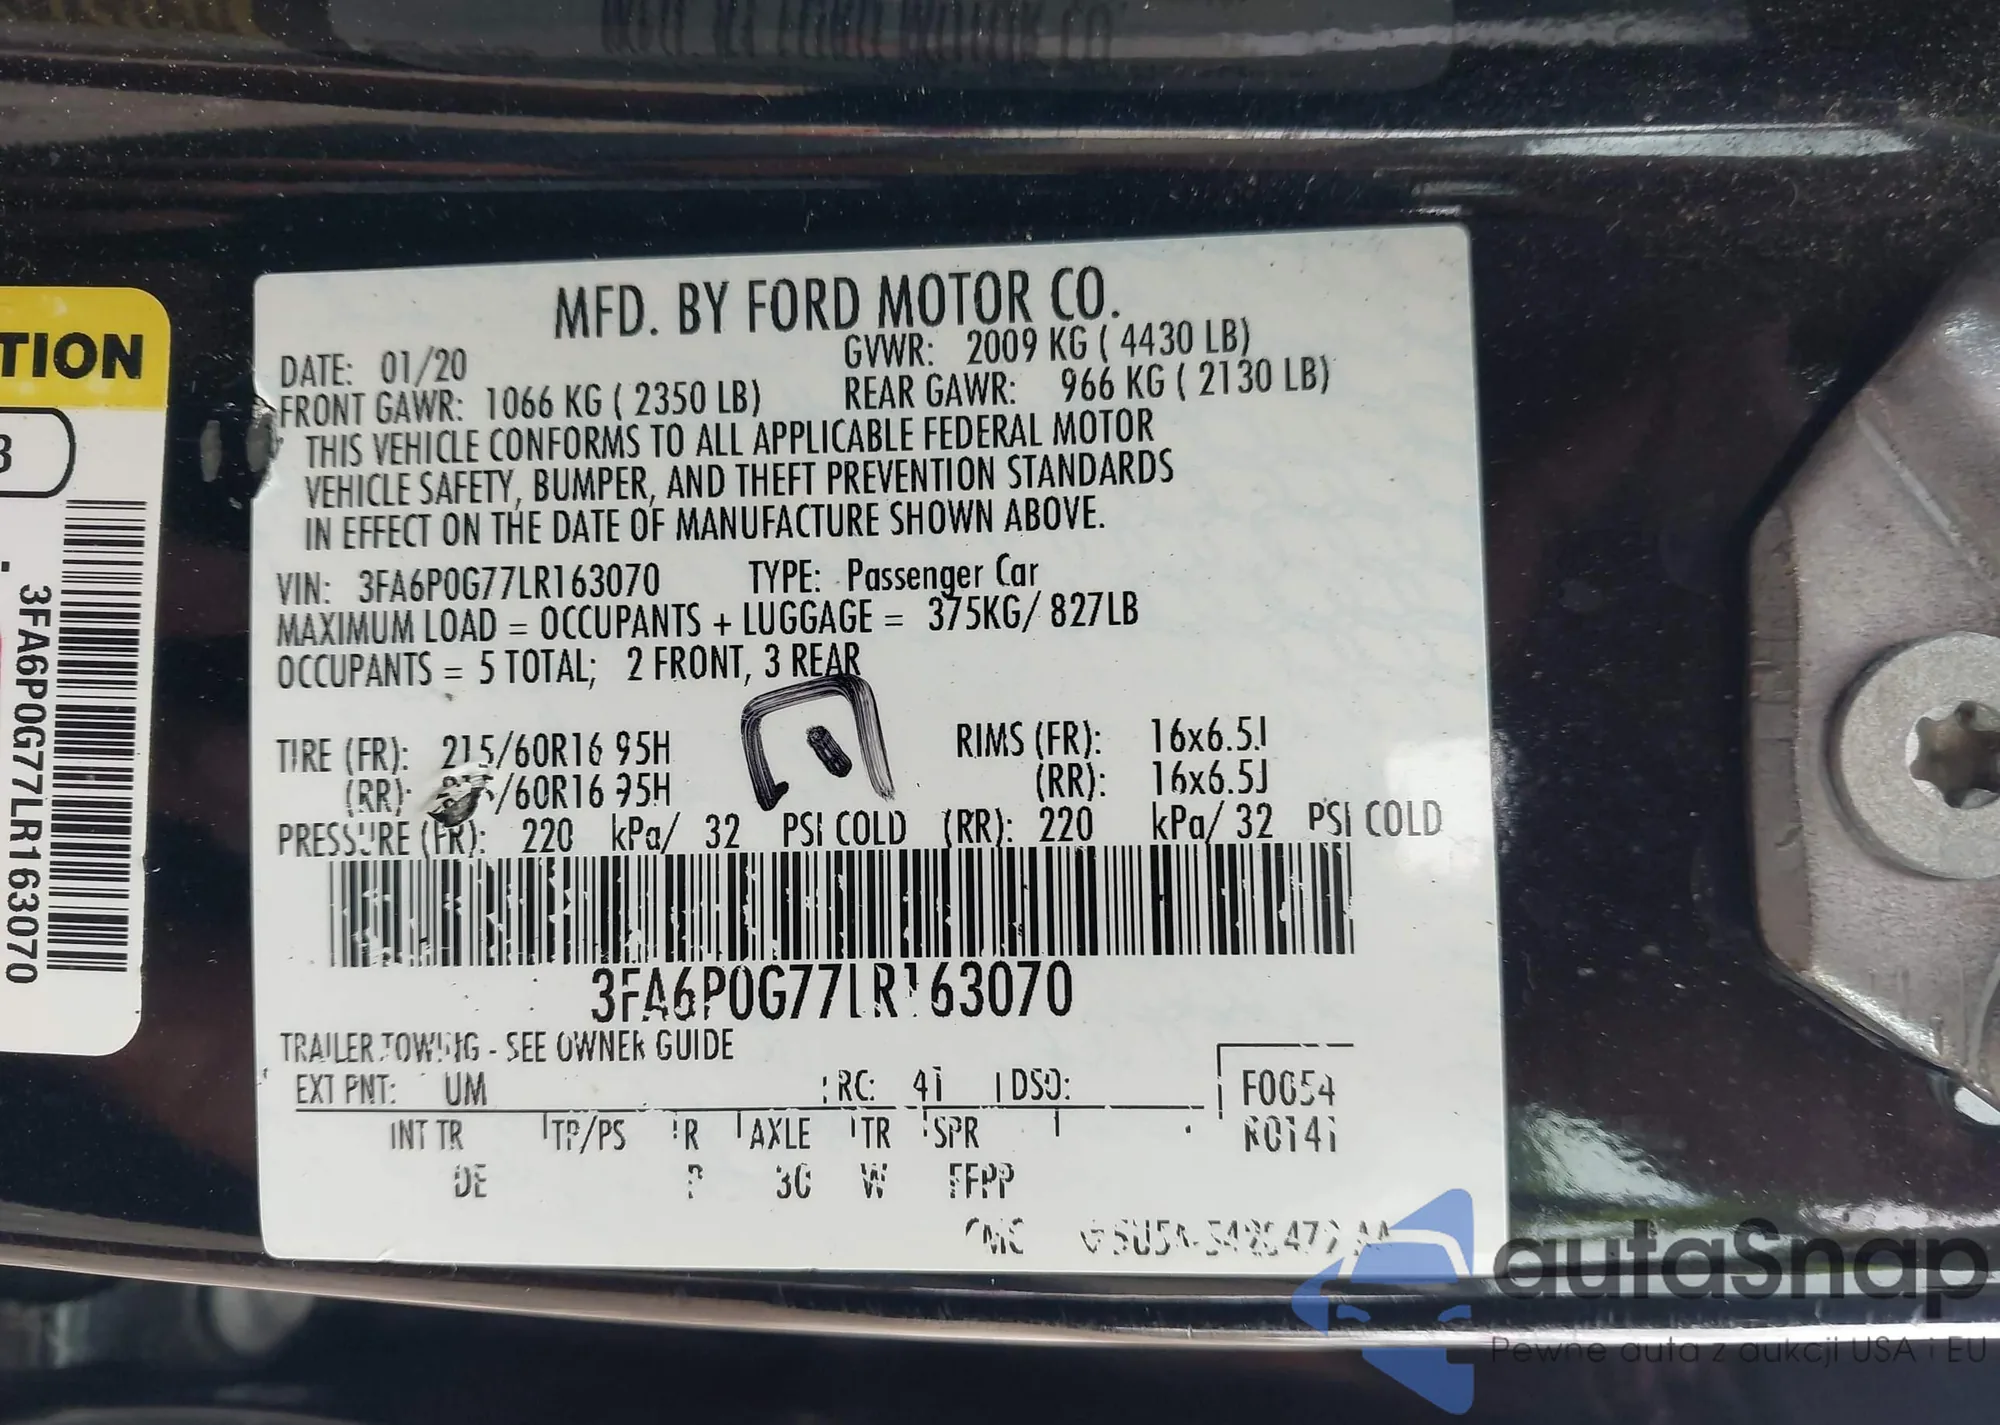 MFD. BY FORD MOTOR CO.
DATE: 01/20
GVWR: 2009 KG ( 4430 LB)
FRONT GAWR: 1066 KG ( 2350 LB)
REAR GAWR: 966 KG ( 2130 LB)
THIS VEHICLE CONFORMS TO ALL APPLICABLE FEDERAL MOTOR
VEHICLE SAFETY, BUMPER, AND THEFT PREVENTION STANDARDS
IN EFFECT ON THE DATE OF MANUFACTURE SHOWN ABOVE.
VIN: 3FA6P0G77LR163070 TYPE: Passenger Car
MAXIMUM LOAD = OCCUPANTS + LUGGAGE = 375KG/ 827LB
OCCUPANTS = 5 TOTAL; 2 FRONT, 3 REAR
TIRE (FR): 215/60R16 95H RIMS (FR): 16x6.5J
(RR): /60R16 95H (RR): 16x6.5J
PRESSURE (FR): 220 kPa/ 32 PSI COLD (RR): 220 kPa/ 32 PSI COLD
3FA6P0G77LR163070
TRAILER TOWING - SEE OWNER GUIDE
EXT PNT: UM RC: 41 DSO:
INT TR TP/PS R AXLE TR SPR
DE 3C W FFPP
R0141
TION
3FA6P0G77LR163070
autaSnap
Pewne auta z aukcji USA i EU